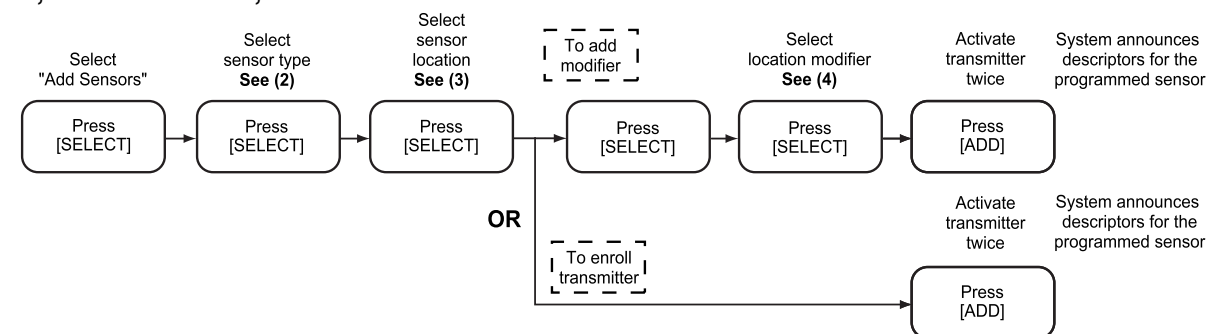 Select
"Add Sensors"
Press
[SELECT]
Select
sensor type
See (2)
Press
[SELECT]
Select
sensor
location
See (3)
Press
[SELECT]
To add
modifier
Press
[SELECT]
Select
location modifier
See (4)
Press
[SELECT]
Activate
transmitter
twice
Press
[ADD]
System announces
descriptors for the
programmed sensor
OR
To enroll
transmitter
Activate
transmitter
twice
Press
[ADD]
System announces
descriptors for the
programmed sensor